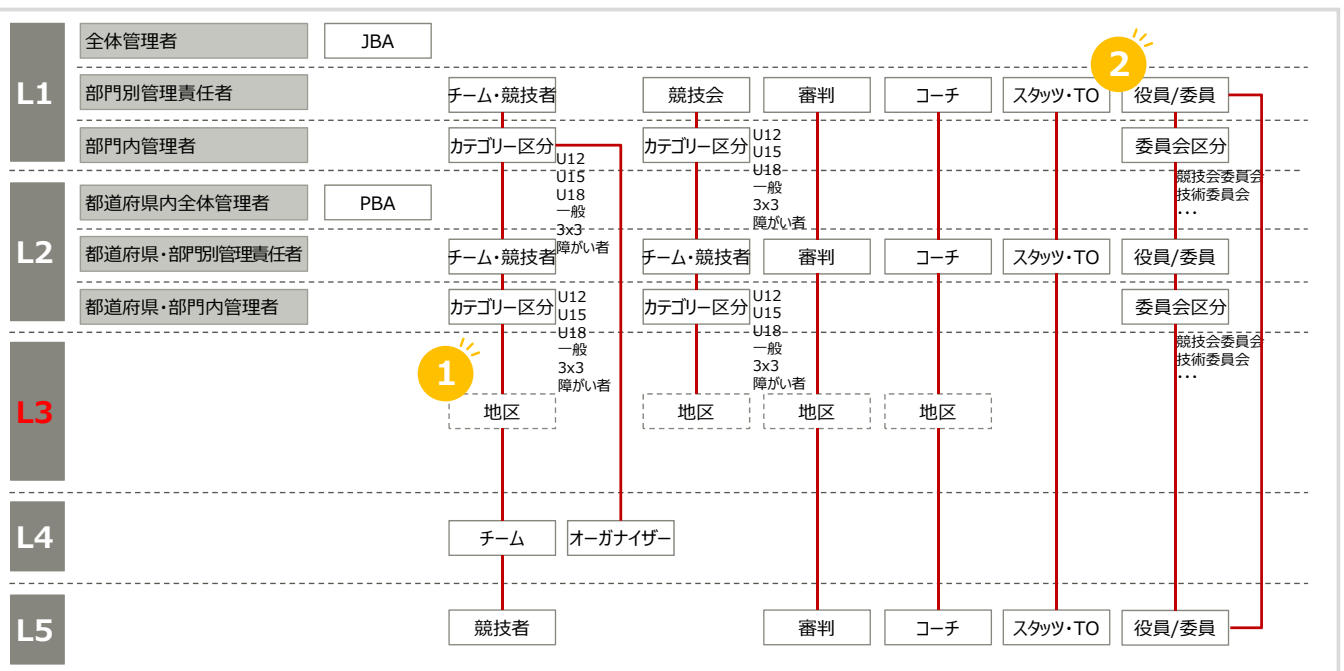 L1
全体管理者
JBA
2
部門別管理責任者
チーム・競技者
競技会
審判
コーチ
スタッツ・TO
役員/委員
部門内管理者
カテゴリー区分
U12
U15
U18
一般
3x3
障がい者
カテゴリー区分
U12
U15
U18
一般
3x3
障がい者
委員会区分
競技会委員会
技術委員会
・・・
L2
都道府県内全体管理者
PBA
都道府県・部門別管理責任者
チーム・競技者
チーム・競技者
審判
コーチ
スタッツ・TO
役員/委員
都道府県・部門内管理者
カテゴリー区分
U12
U15
U18
一般
3x3
障がい者
カテゴリー区分
U12
U15
U18
一般
3x3
障がい者
委員会区分
競技会委員会
技術委員会
・・・
L3
1
地区
地区
地区
地区
L4
チーム
オーガナイザー
L5
競技者
審判
コーチ
スタッツ・TO
役員/委員